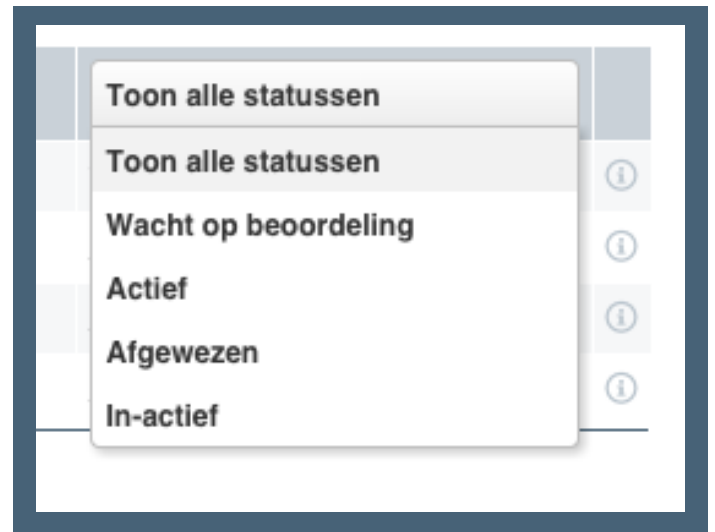 Toon alle statussen
Toon alle statussen
Wacht op beoordeling
Actief
Afgewezen
In-actief